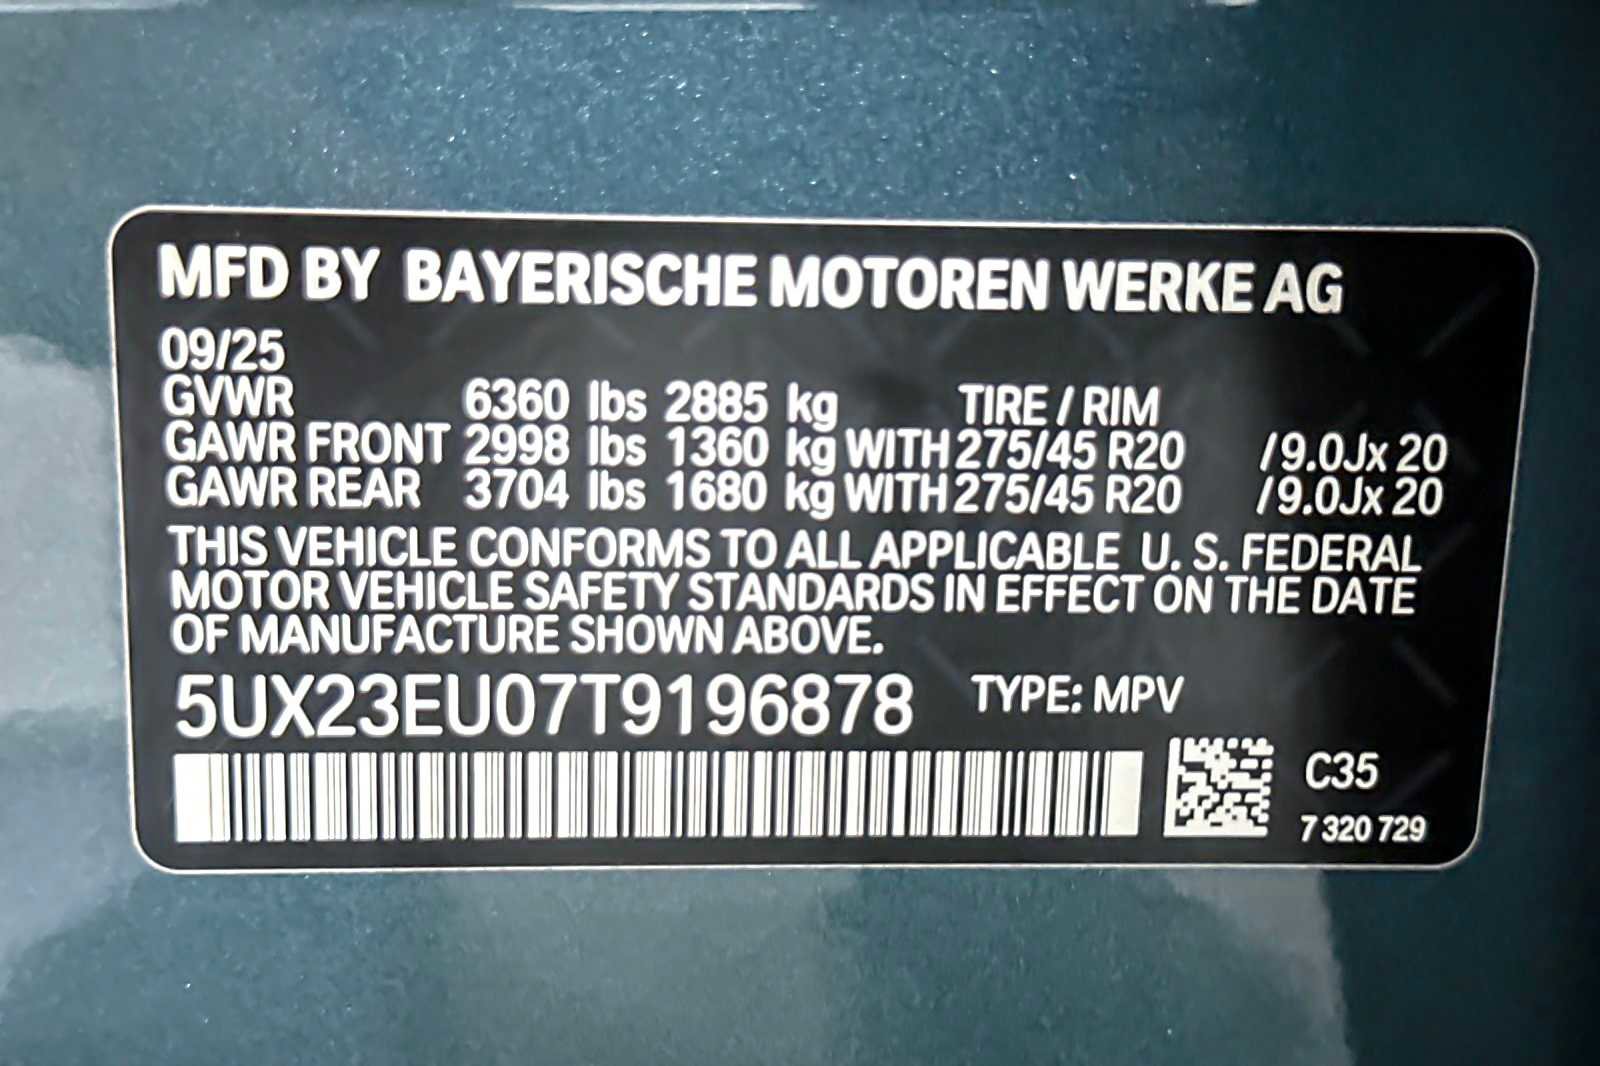 MFD BY BAYERISCHE MOTOREN WERKE AG
09/25
GVWR 6360 lbs 2885 kg TIRE / RIM
GAWR FRONT 2998 lbs 1360 kg WITH 275/45 R20 /9.0Jx 20
GAWR REAR 3704 lbs 1680 kg WITH 275/45 R20 /9.0Jx 20
THIS VEHICLE CONFORMS TO ALL APPLICABLE U. S. FEDERAL
MOTOR VEHICLE SAFETY STANDARDS IN EFFECT ON THE DATE
OF MANUFACTURE SHOWN ABOVE.
5UX23EU07T9196878 TYPE: MPV
C35
7 320 729